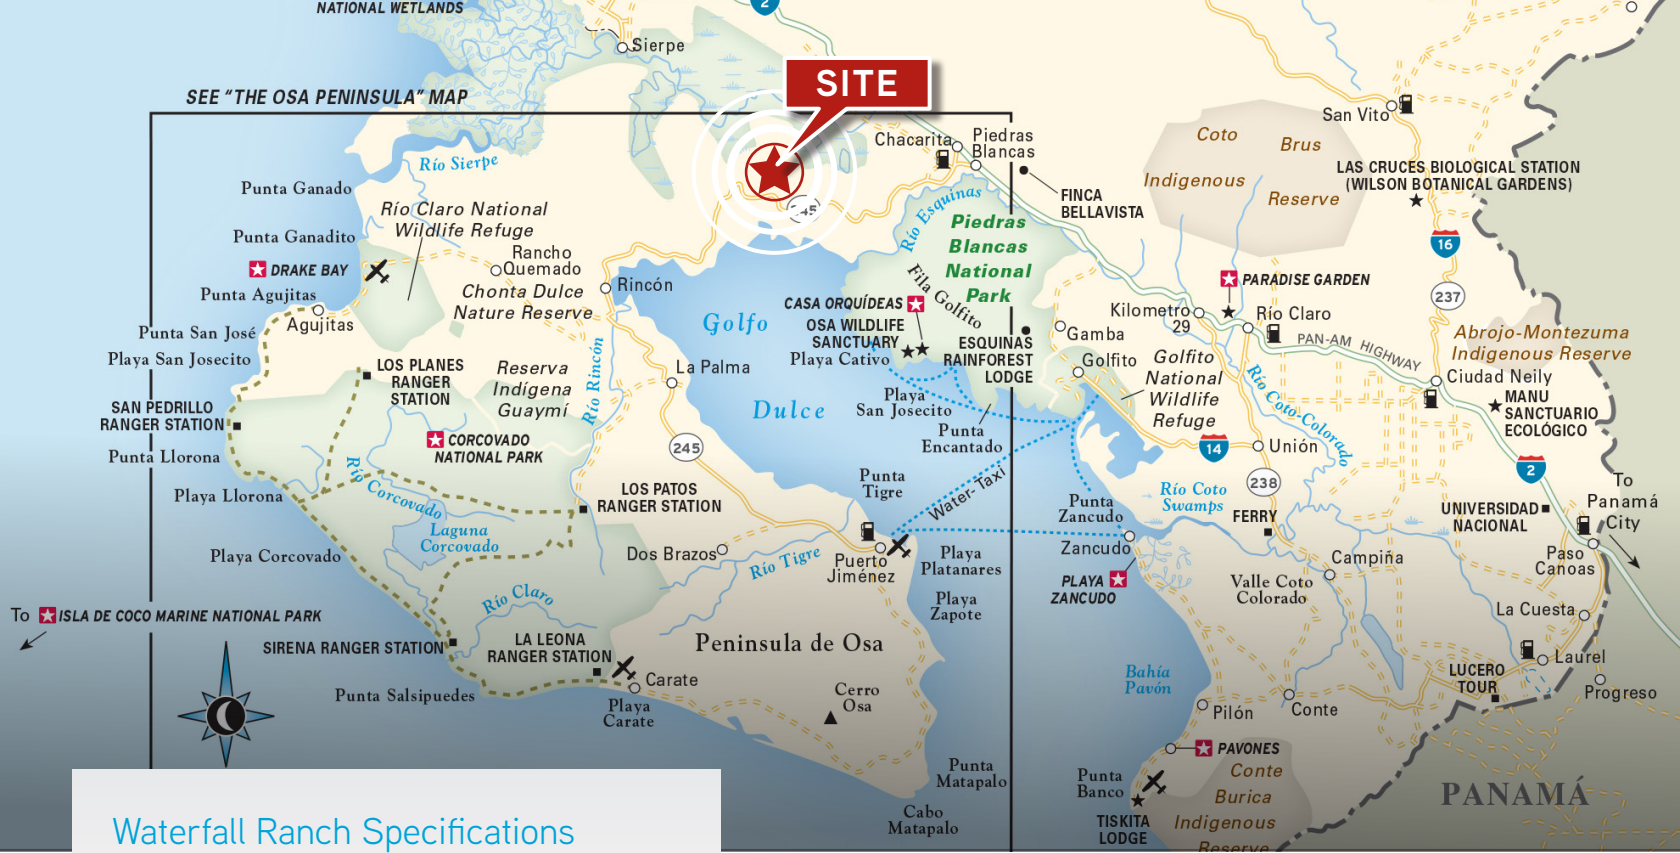 NATIONAL WETLANDS
2
Sierpe
SITE
SEE “THE OSA PENINSULA” MAP
San Vito
Coto
Brus
Indigenous
Reserve
Chacarita
Piedras
Blancas
LAS CRUCES BIOLOGICAL STATION
(WILSON BOTANICAL GARDENS)
Río Sierpe
Punta Ganado
FINCA
BELLAVISTA
Río Esquinas
245
Río Claro National
Wildlife Refuge
Piedras
Blancas
National
Park
Punta Ganadito
16
DRAKE BAY
Rancho
Quemado
Fila Golfito
PARADISE GARDEN
Punta Agujitas
Chonta Dulce
Nature Reserve
Rincón
237
CASA ORQUÍDEAS
Kilometro
29
Río Claro
Agujitas
Golfo
OSA WILDLIFE
SANCTUARY
Gamba
Punta San José
Abrojo-Montezuma
Indigenous Reserve
PAN-AM HIGHWAY
Playa San Josecito
Playa Cativo
ESQUINAS
RAINFOREST
LODGE
Golfito
Golfito
National
Wildlife
Refuge
LOS PLANES
RANGER
STATION
Reserva
Indígena
Guaymí
Río Rincón
La Palma
Ciudad Neily
Río Coto-Colorado
MANU
SANCTUARIO
ECOLÓGICO
SAN PEDRILLO
RANGER STATION
Dulce
Playa
San Josecito
Punta
Encantado
CORCOVADO
NATIONAL PARK
245
14
Unión
Punta Llorona
2
To
Panamá
City
Punta
Tigre
Water-Taxi
238
Playa Llorona
Río Corcovado
LOS PATOS
RANGER STATION
Punta
Zancudo
Río Coto
Swamps
FERRY
UNIVERSIDAD
NACIONAL
Laguna
Corcovado
Zancudo
Playa Corcovado
Dos Brazos
Río Tigre
Puerto
Jiménez
Playa
Platanares
Campiña
Paso
Canoas
PLAYA
ZANCUDO
Valle Coto
Colorado
Río Claro
Playa
Zapote
La Cuesta
To ISLA DE COCO MARINE NATIONAL PARK
SIRENA RANGER STATION
LA LEONA
RANGER STATION
Peninsula de Osa
Laurel
LUCERO
TOUR
Carate
Bahía
Pavón
Punta Salsipuedes
Progreso
Cerro
Osa
Playa
Carate
Pilón
Conte
PAVONES
Punta
Matapalo
Punta
Banco
Conte
Burica
Indigenous
Reserve
PANAMÁ
Cabo
Matapalo
TISKITA
LODGE
Waterfall Ranch Specifications